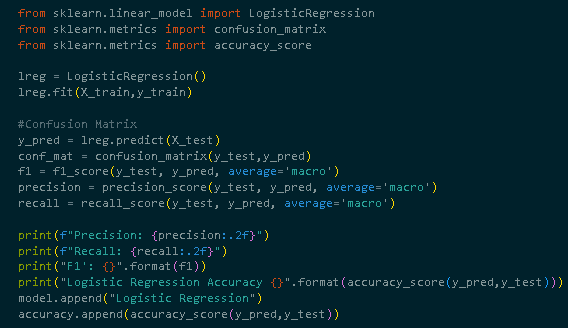 from sklearn.linear_model import LogisticRegression
from sklearn.metrics import confusion_matrix
from sklearn.metrics import accuracy_score
lreg = LogisticRegression()
lreg.fit(X_train,y_train)
#Confusion Matrix
y_pred = lreg.predict(X_test)
conf_mat = confusion_matrix(y_test,y_pred)
f1 = f1_score(y_test, y_pred, average='macro')
precision = precision_score(y_test, y_pred, average='macro')
recall = recall_score(y_test, y_pred, average='macro')
print(f"Precision: {precision:.2f}")
print(f"Recall: {recall:.2f}")
print("F1': {}".format(f1))
print("Logistic Regression Accuracy {}".format(accuracy_score(y_pred,y_test)))
model.append("Logistic Regression")
accuracy.append(accuracy_score(y_pred,y_test))